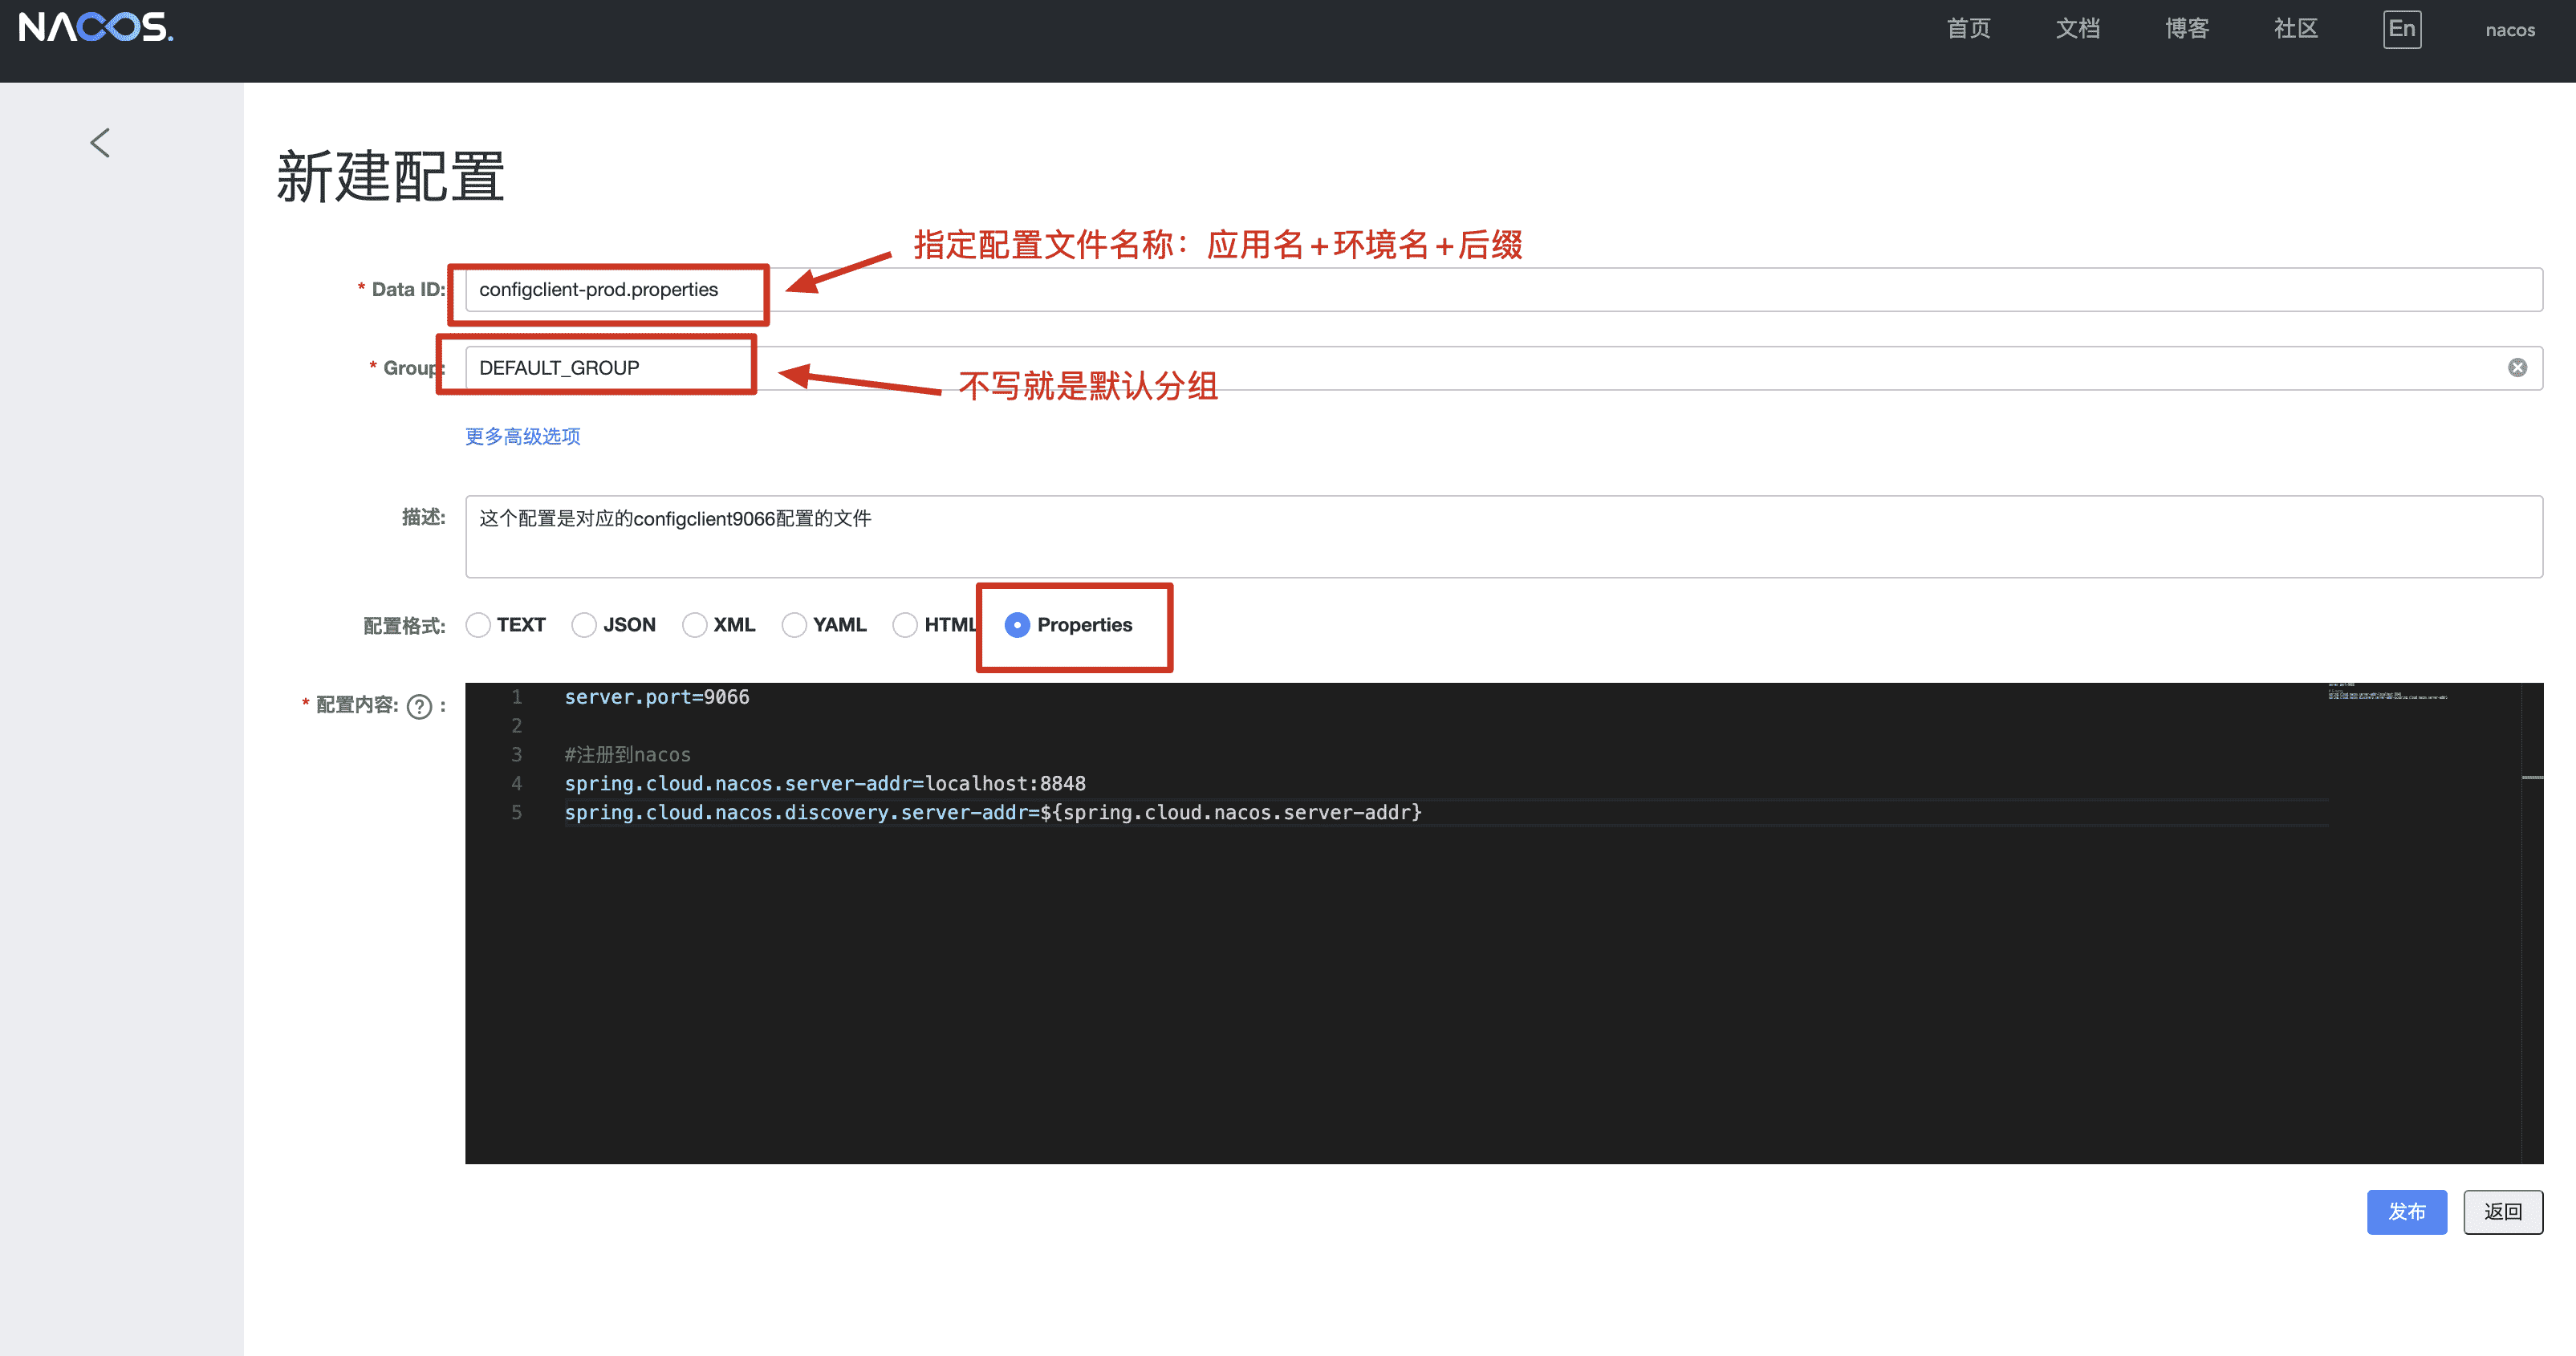 NACOS.
首页 文档 博客 社区 En nacos
新建配置
指定配置文件名称：应用名+环境名+后缀
* Data ID: configclient-prod.properties
* Group: DEFAULT_GROUP
不写就是默认分组
更多高级选项
描述: 这个配置是对应的configclient9066配置的文件
配置格式: TEXT JSON XML YAML HTML Properties
* 配置内容: ? :
1 server.port=9066
2
3 #注册到nacos
4 spring.cloud.nacos.server-addr=localhost:8848
5 spring.cloud.nacos.discovery.server-addr=${spring.cloud.nacos.server-addr}
发布 返回